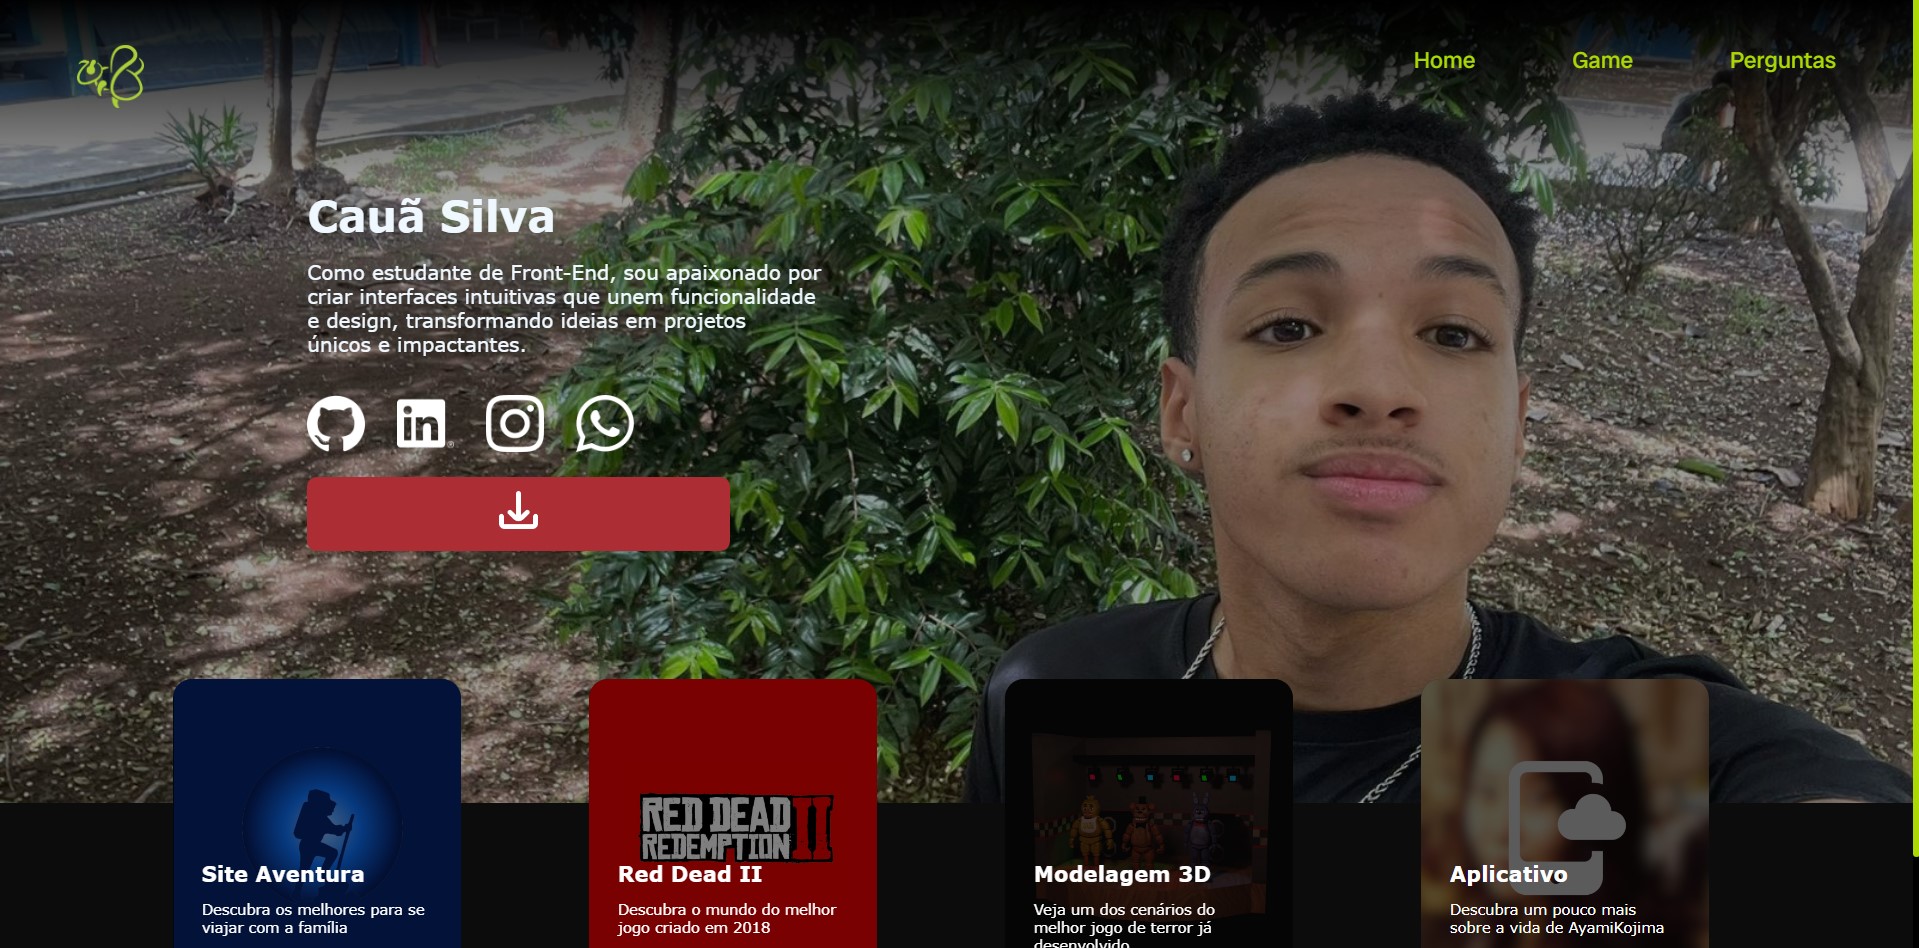 Home Game Perguntas
Cauã Silva
Como estudante de Front-End, sou apaixonado por
criar interfaces intuitivas que unem funcionalidade
e design, transformando ideias em projetos
únicos e impactantes.
in
RED DEAD
REDEMPTION II
Site Aventura
Descubra os melhores para se
viajar com a família
Red Dead II
Descubra o mundo do melhor
jogo criado em 2018
Modelagem 3D
Veja um dos cenários do
melhor jogo de terror já
desenvolvido
Aplicativo
Descubra um pouco mais
sobre a vida de AyamiKojima